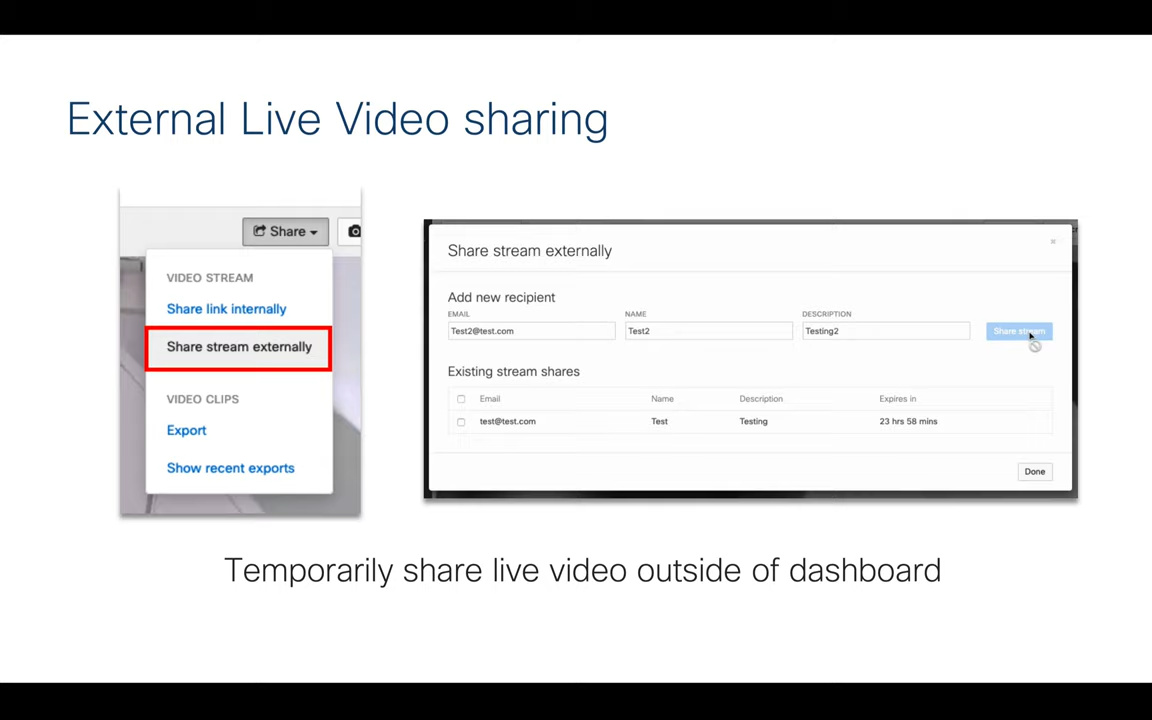 External Live Video sharing
Share
VIDEO STREAM
Share link internally
Share stream externally
VIDEO CLIPS
Export
Show recent exports
Share stream externally
×
Add new recipient
EMAIL NAME DESCRIPTION
Test2@test.com Test2 Testing2 Share stream
Existing stream shares
Email Name Description Expires in
test@test.com Test Testing 23 hrs 58 mins
Done
Temporarily share live video outside of dashboard